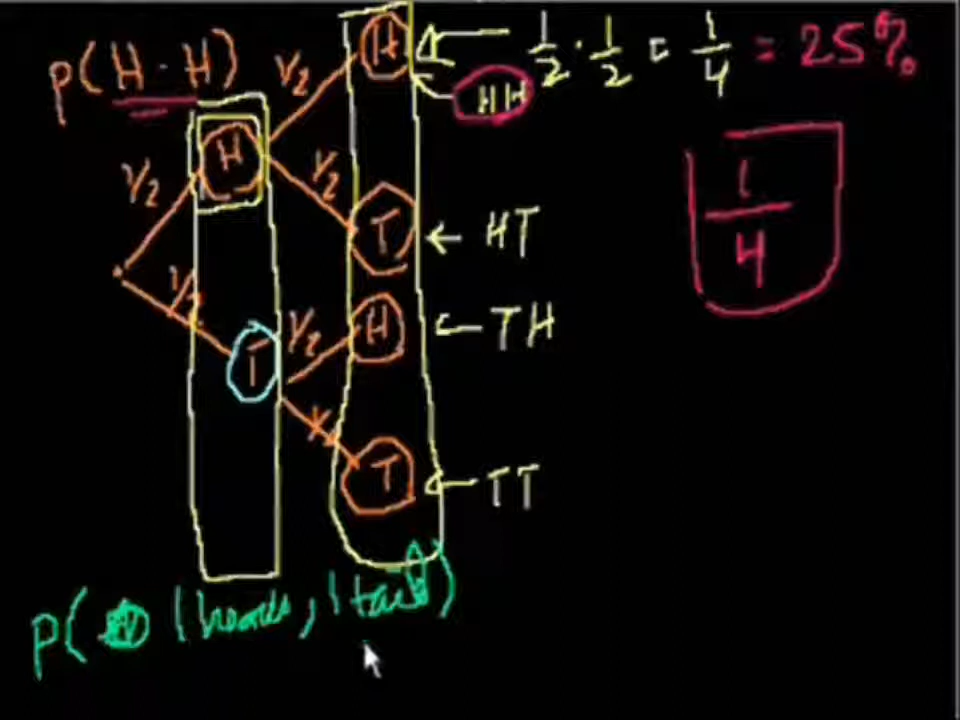 H 1/2 · 1/2 = 1/4 = 25%
P(H · H) 1/2 HH
H 1/2 1/4
1/2 T HT
1/2 1/2 H TH
T
1/2 T TT
P( 1 heads, 1 tails)